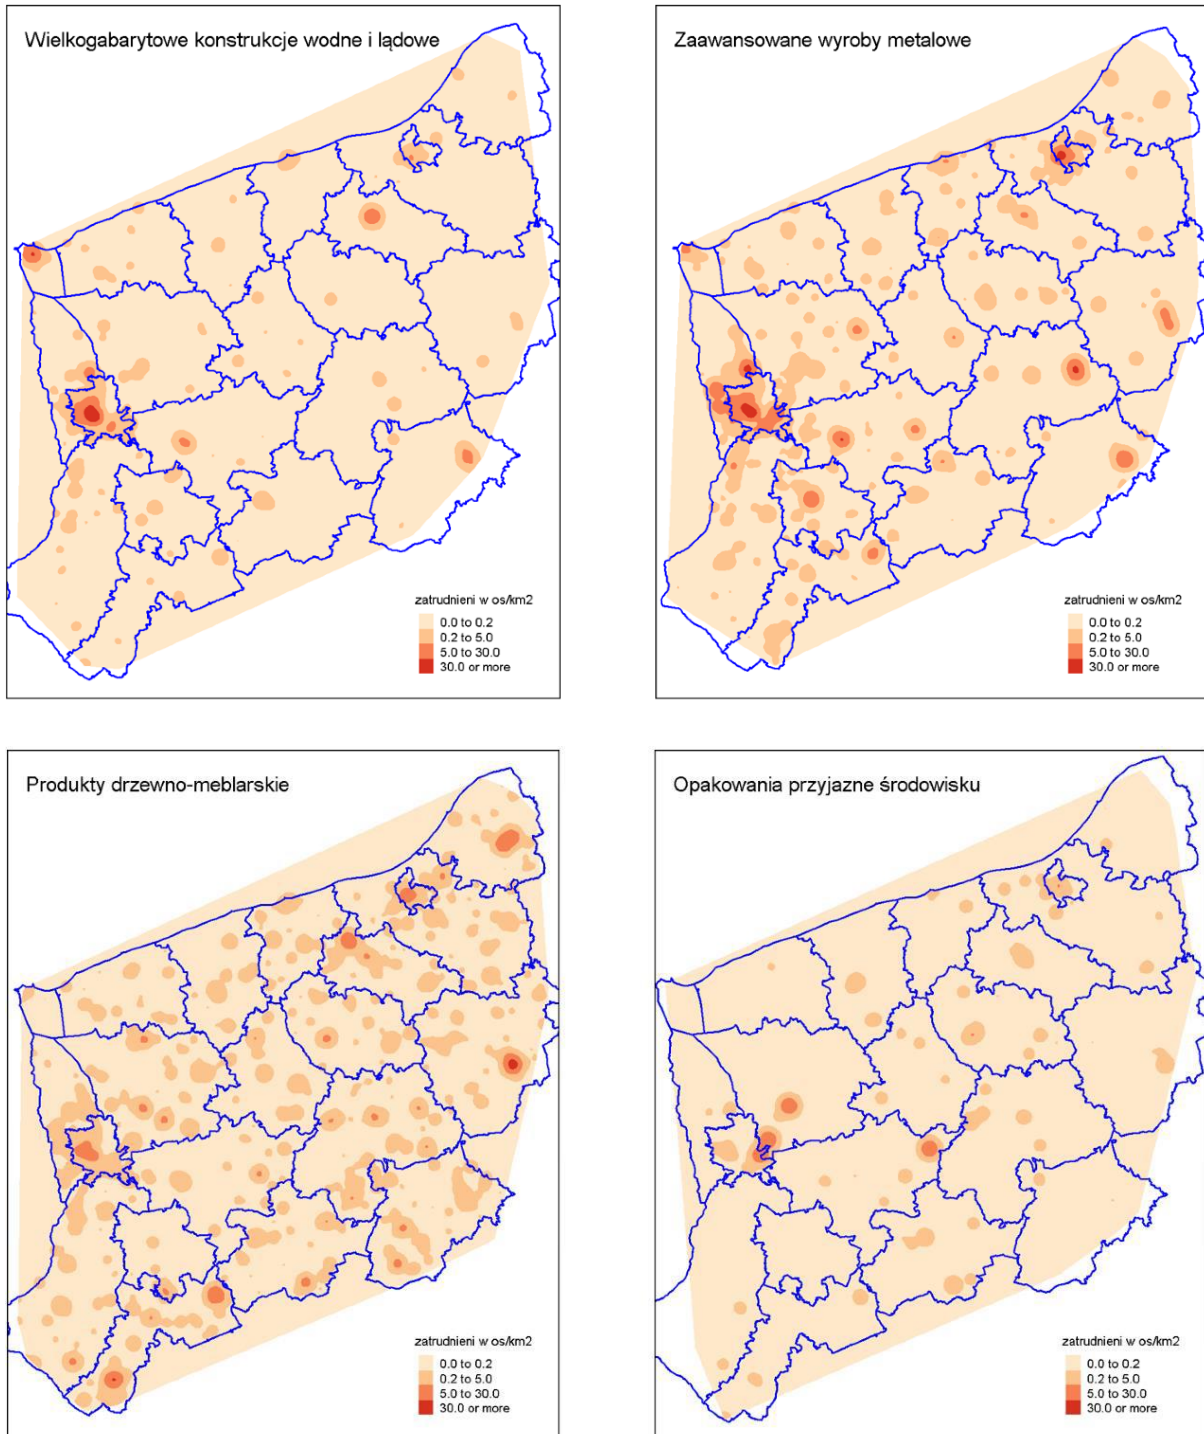 Wielkogabarytowe konstrukcje wodne i lądowe
zatrudnieni w os/km2
0.0 to 0.2
0.2 to 5.0
5.0 to 30.0
30.0 or more
Zaawansowane wyroby metalowe
zatrudnieni w os/km2
0.0 to 0.2
0.2 to 5.0
5.0 to 30.0
30.0 or more
Produkty drzewno-meblarskie
zatrudnieni w os/km2
0.0 to 0.2
0.2 to 5.0
5.0 to 30.0
30.0 or more
Opakowania przyjazne środowisku
zatrudnieni w os/km2
0.0 to 0.2
0.2 to 5.0
5.0 to 30.0
30.0 or more